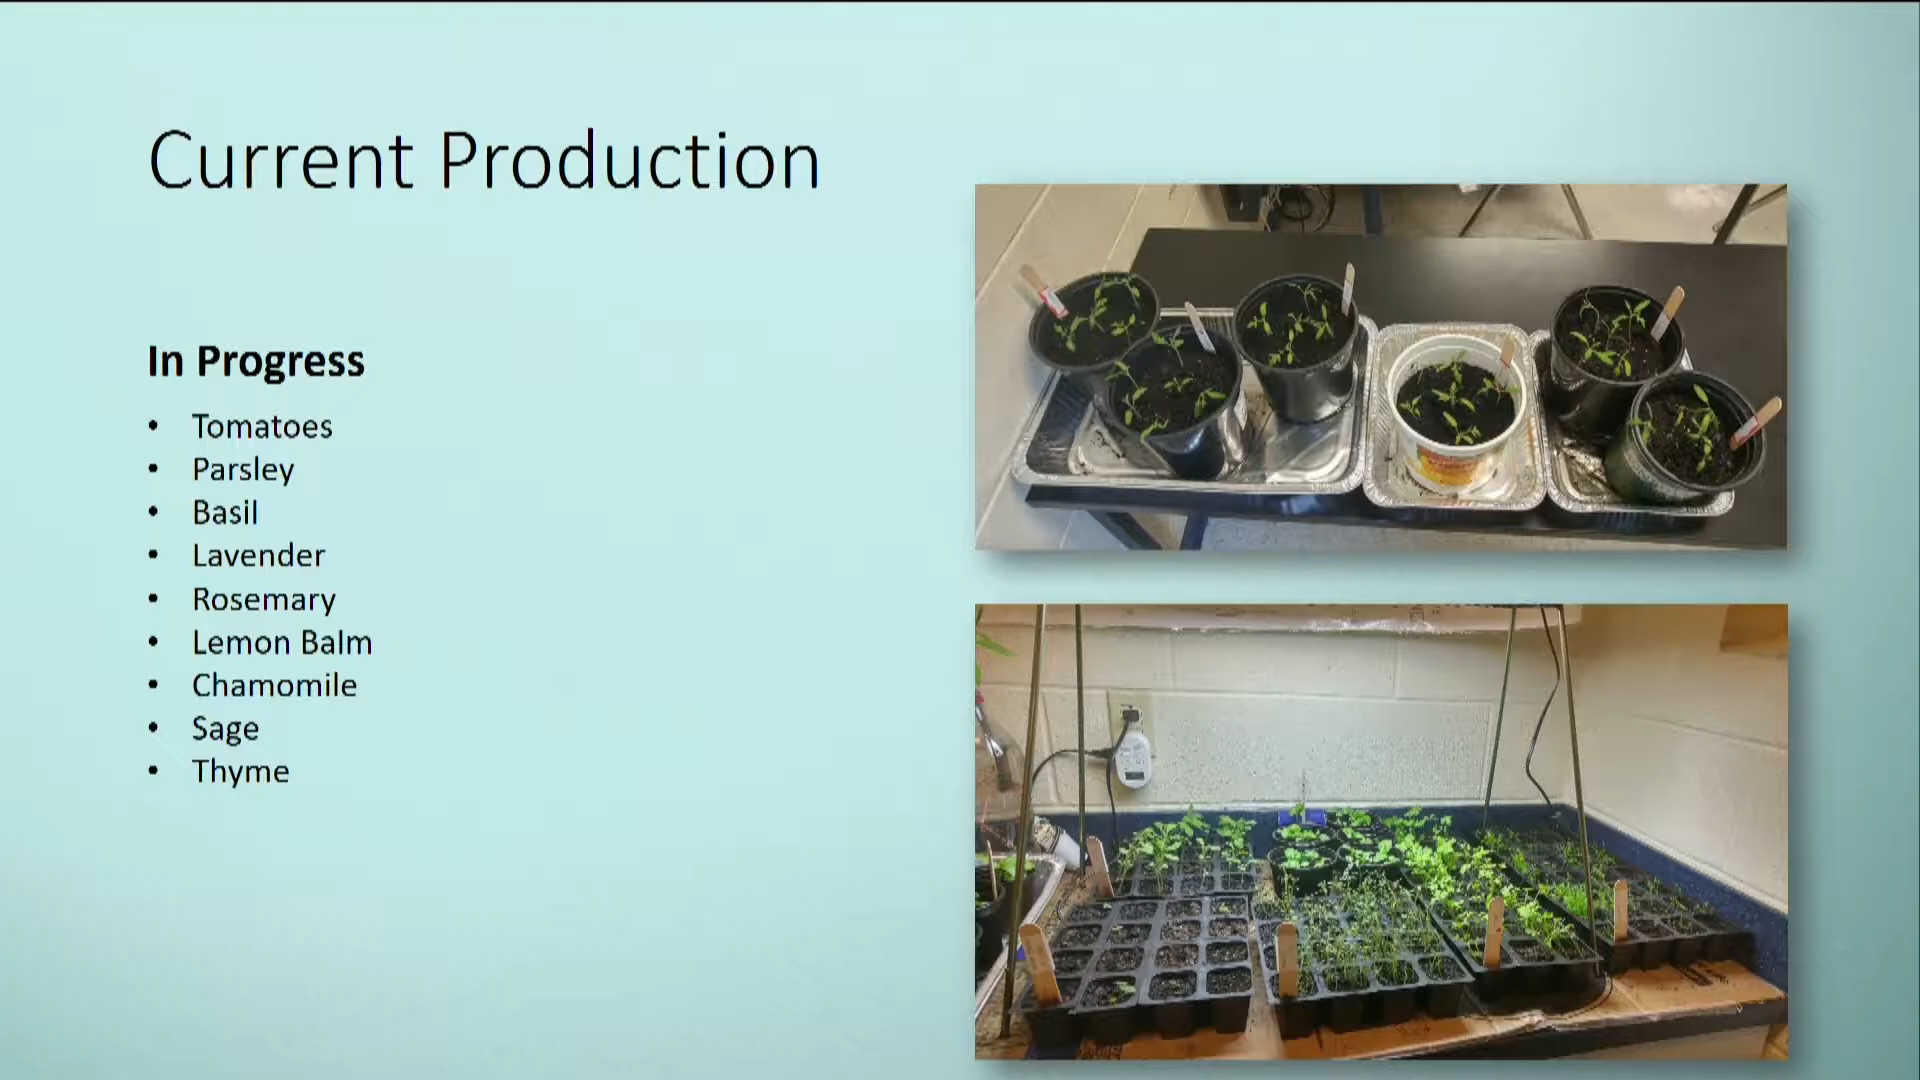 Current Production
In Progress
• Tomatoes
• Parsley
• Basil
• Lavender
• Rosemary
• Lemon Balm
• Chamomile
• Sage
• Thyme